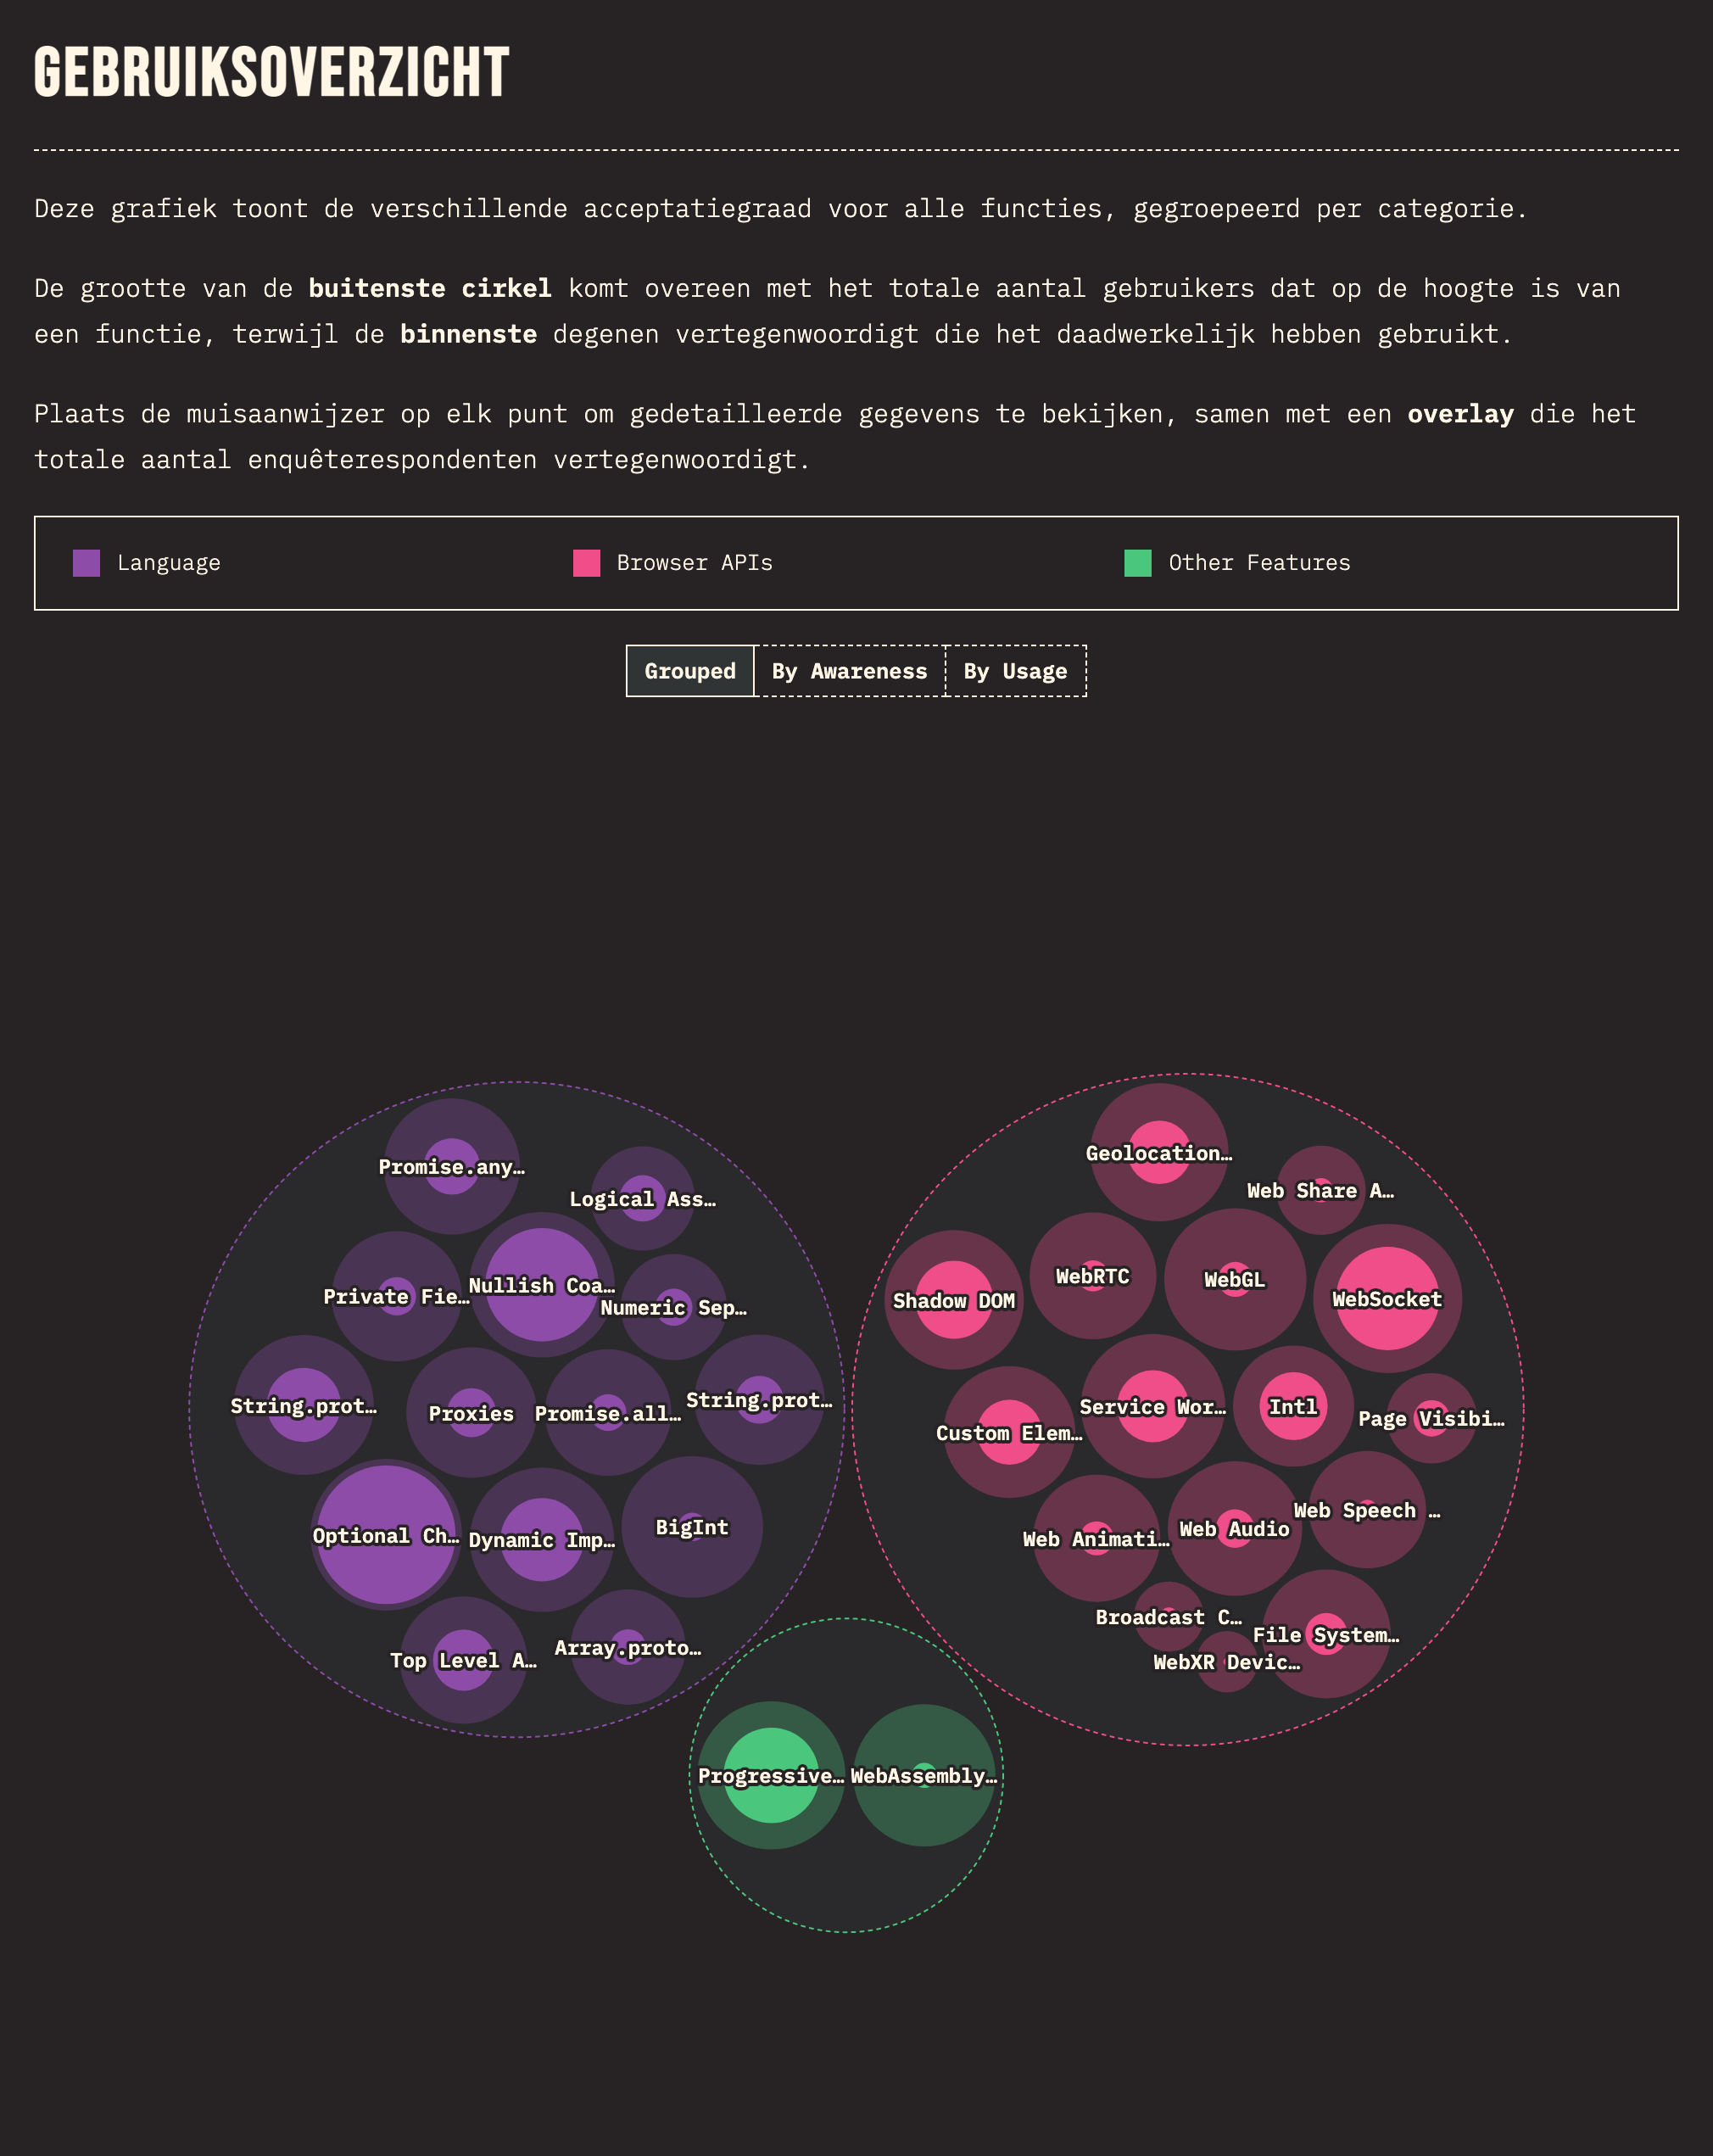 GEBRUIKSOVERZICHT
Deze grafiek toont de verschillende acceptatiegraad voor alle functies, gegroepeerd per categorie.
De grootte van de buitenste cirkel komt overeen met het totale aantal gebruikers dat op de hoogte is van
een functie, terwijl de binnenste degenen vertegenwoordigt die het daadwerkelijk hebben gebruikt.
Plaats de muisaanwijzer op elk punt om gedetailleerde gegevens te bekijken, samen met een overlay die het
totale aantal enquêterespondenten vertegenwoordigt.
Language
Browser APIs
Other Features
Grouped
By Awareness
By Usage
Promise.any…
Logical Ass…
Private Fie…
Nullish Coa…
Numeric Sep…
String.prot…
Proxies
Promise.all…
String.prot…
Optional Ch…
Dynamic Imp…
BigInt
Top Level A…
Array.proto…
Geolocation…
Web Share A…
Shadow DOM
WebRTC
WebGL
WebSocket
Custom Elem…
Service Wor…
Intl
Page Visibi…
Web Animati…
Web Audio
Web Speech …
Broadcast C…
File System…
WebXR Devic…
Progressive…
WebAssembly…